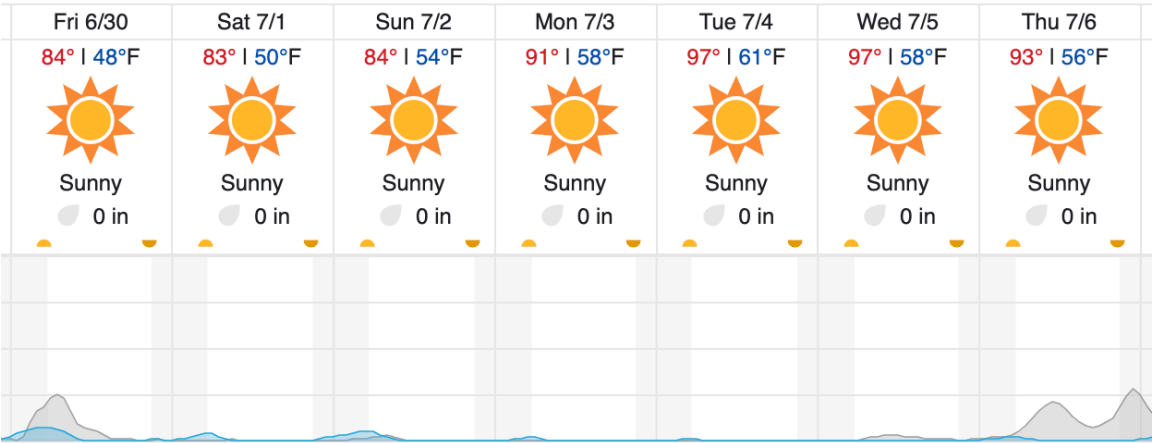 Fri 6/30 Sat 7/1 Sun 7/2 Mon 7/3 Tue 7/4 Wed 7/5 Thu 7/6
84° | 48°F 83° | 50°F 84° | 54°F 91° | 58°F 97° | 61°F 97° | 58°F 93° | 56°F
Sunny Sunny Sunny Sunny Sunny Sunny Sunny
0 in 0 in 0 in 0 in 0 in 0 in 0 in